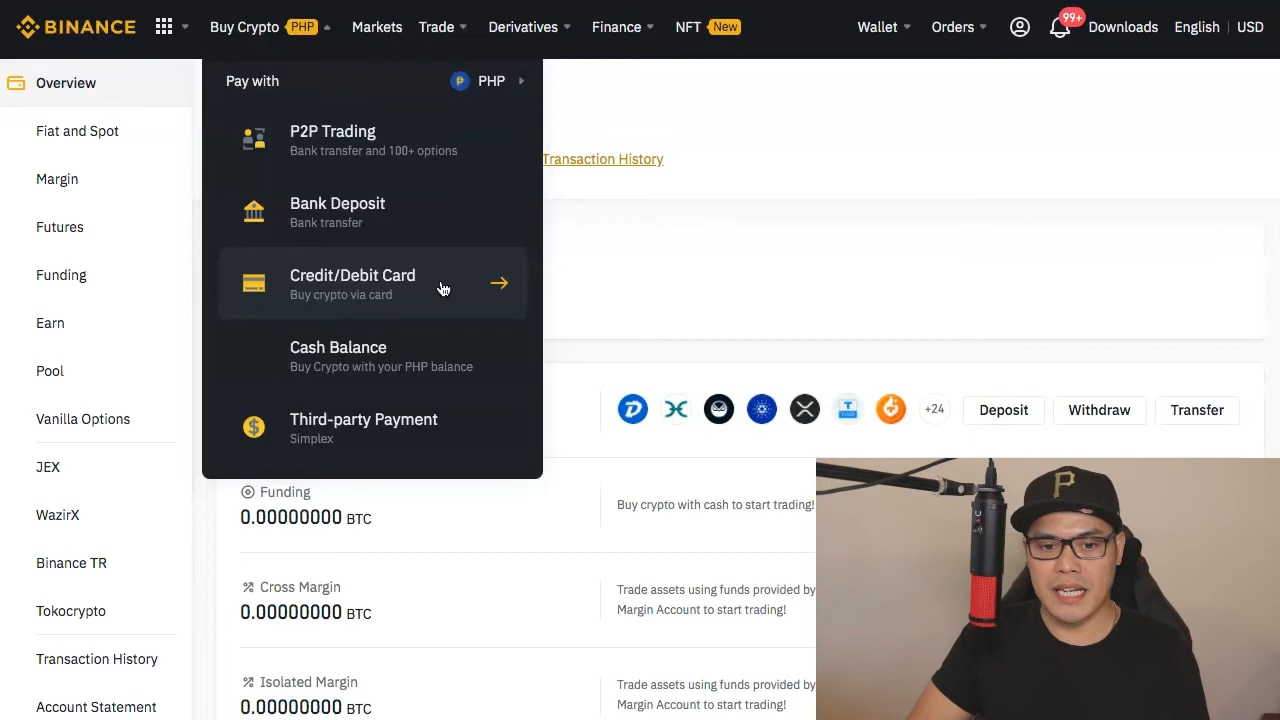 BINANCE
Buy Crypto PHP
Markets
Trade
Derivatives
Finance
NFT New
Wallet
Orders
99+
Downloads
English
USD
Overview
Fiat and Spot
Margin
Futures
Funding
Earn
Pool
Vanilla Options
JEX
WazirX
Binance TR
Tokocrypto
Transaction History
Account Statement
Pay with
PHP
P2P Trading
Bank transfer and 100+ options
Bank Deposit
Bank transfer
Credit/Debit Card
Buy crypto via card
Cash Balance
Buy Crypto with your PHP balance
Third-party Payment
Simplex
Transaction History
+24
Deposit
Withdraw
Transfer
Funding
0.00000000 BTC
Buy crypto with cash to start trading!
Cross Margin
0.00000000 BTC
Trade assets using funds provided by
Margin Account to start trading!
Isolated Margin
0.00000000 BTC
Trade assets using funds provided by
Margin Account to start trading!
P